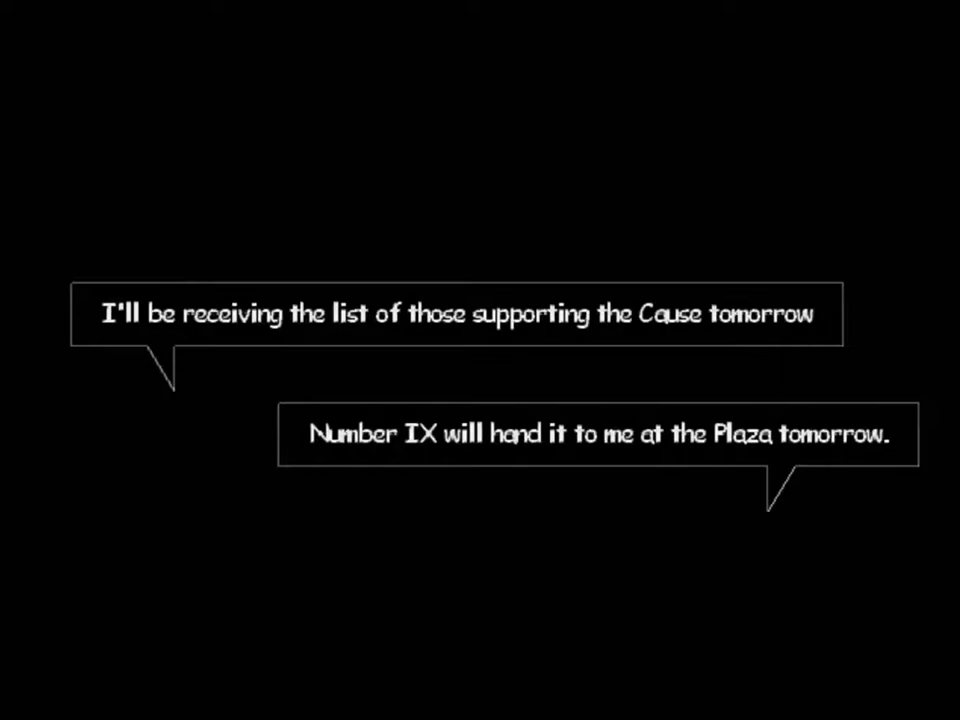 I'll be receiving the list of those supporting the Cause tomorrow
Number IX will hand it to me at the Plaza tomorrow.